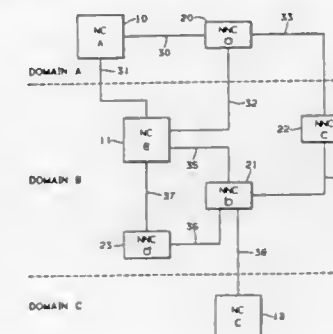 10
20
33
NC
A
NNC
a
30
31
DOMAIN A
32
22
NNC
C
NC
B
11
35
21
DOMAIN B
37
NNC
b
23
NNC
d
36
38
DOMAIN C
NC
C
12